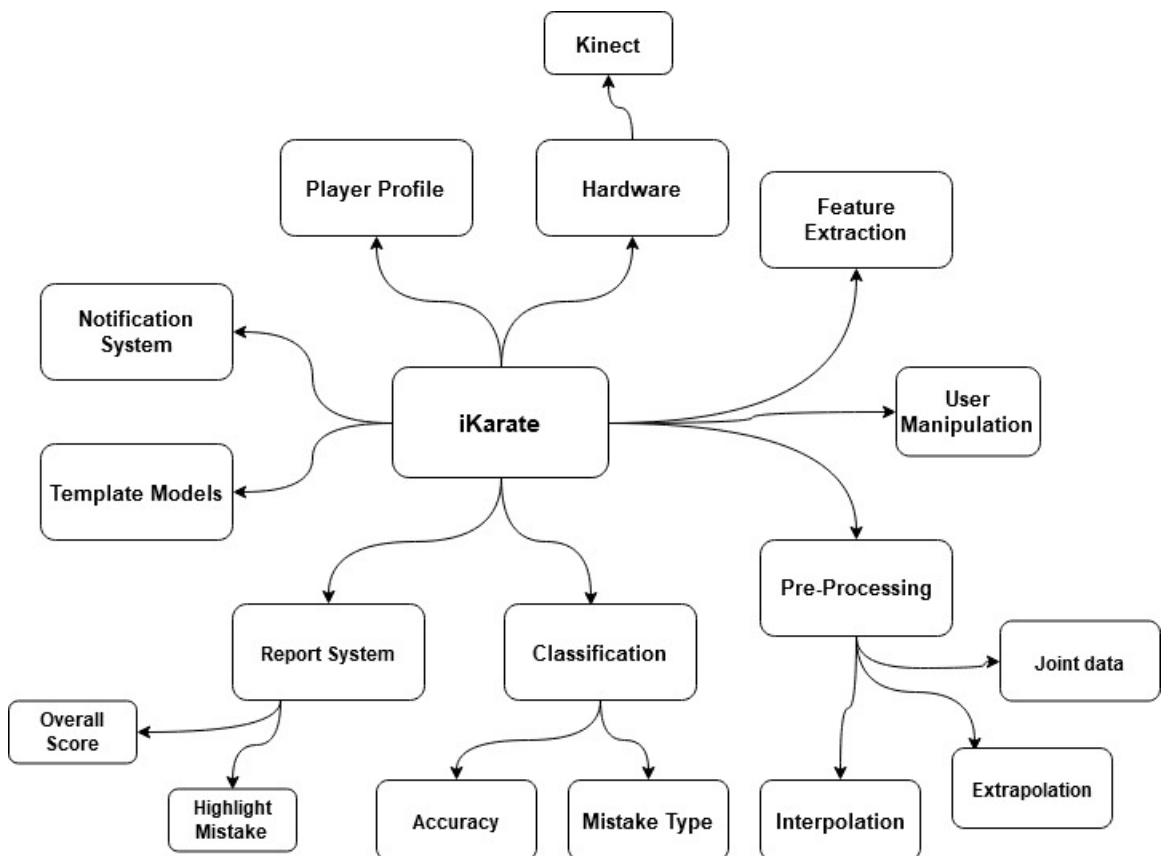 Kinect
Player Profile
Hardware
Feature
Extraction
Notification
System
iKarate
User
Manipulation
Template Models
Pre-Processing
Report System
Classification
Joint data
Overall
Score
Highlight
Mistake
Accuracy
Mistake Type
Interpolation
Extrapolation